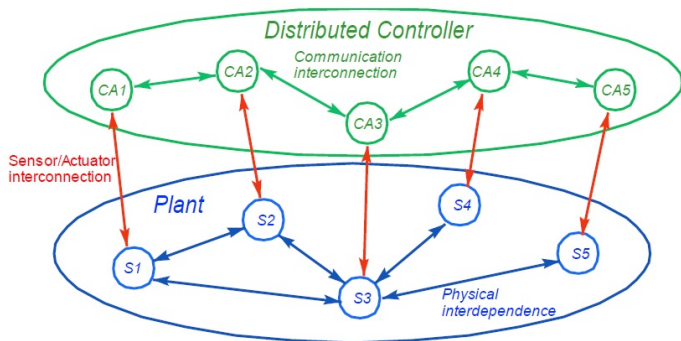 Distributed Controller
Communication
interconnection
CA1
CA2
CA3
CA4
CA5
Sensor/Actuator
interconnection
Plant
S1
S2
S3
S4
S5
Physical
interdependence